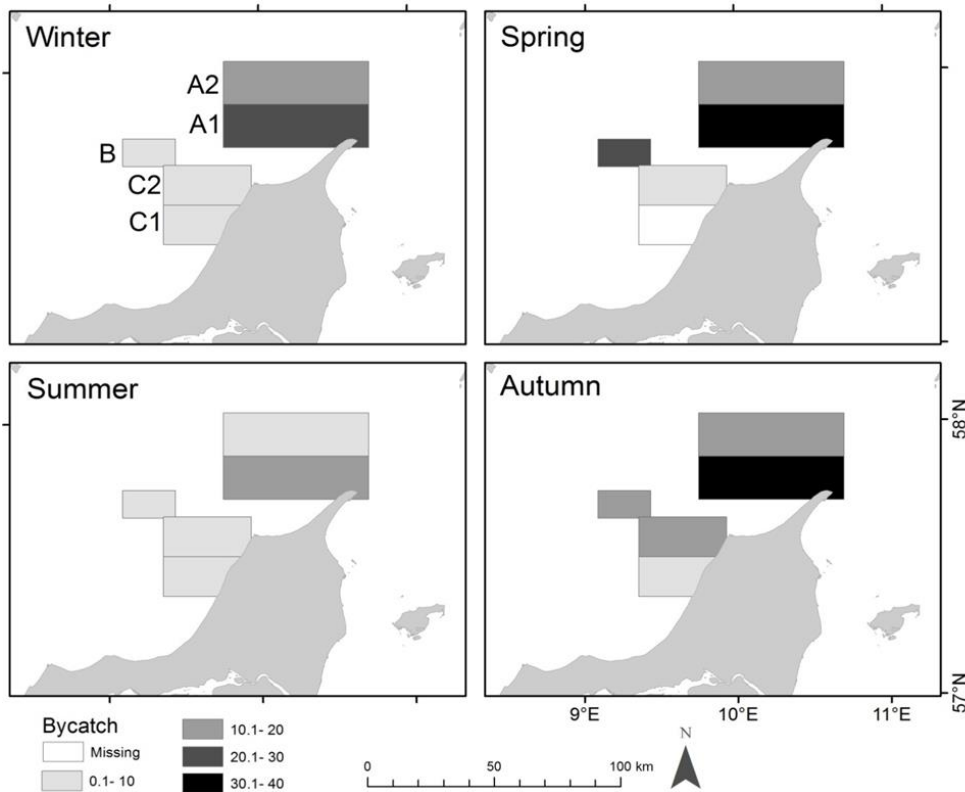 Winter
A2
A1
B
C2
C1
Spring
Summer
Autumn
58°N
57°N
9°E
10°E
11°E
Bycatch
Missing
0.1- 10
10.1- 20
20.1- 30
30.1- 40
0
50
100 km
N